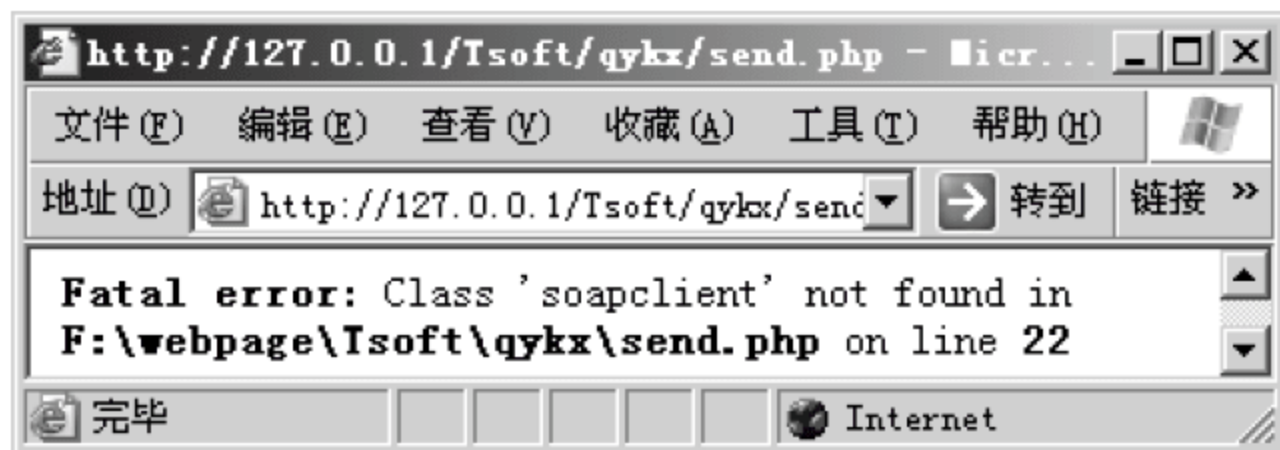 http://127.0.0.1/Tsoft/qykx/send.php - Micr...
文件(F) 编辑(E) 查看(V) 收藏(A) 工具(T) 帮助(H)
地址(D) http://127.0.0.1/Tsoft/qykx/send 转到 链接 »
Fatal error: Class 'soapclient' not found in
F:\webpage\Tsoft\qykx\send.php on line 22
完毕 Internet